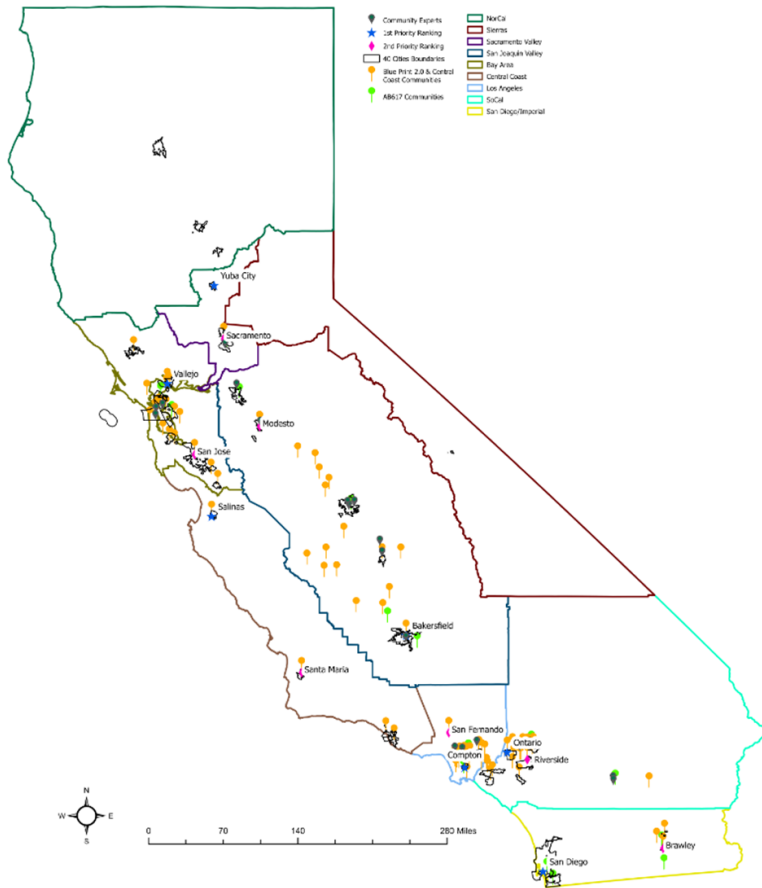 Community Experts
1st Priority Ranking
2nd Priority Ranking
4C Cities Boundaries
Blue Print 2.0 & Central
Coast Communities
AB617 Communities
NorCal
Sierras
Sacramento Valley
San Joaquin Valley
Bay Area
Central Coast
Los Angeles
SoCal
San Diego/Imperial
Yuba City
Sacramento
Vallejo
Modesto
San Jose
Salinas
Bakersfield
Santa Maria
San Fernando
Ontario
Compton
Riverside
Brawley
San Diego
N
W E
S
0 70 140 280 Miles